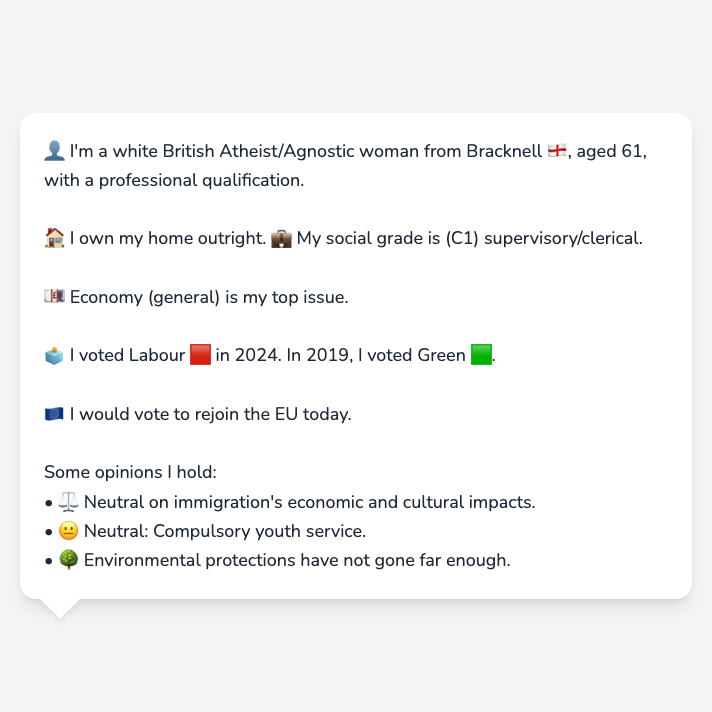 👤 I'm a white British Atheist/Agnostic woman from Bracknell 🏴󠁧󠁢󠁥󠁮󠁧󠁿, aged 61,
with a professional qualification.
🏠 I own my home outright. 💼 My social grade is (C1) supervisory/clerical.
💷 Economy (general) is my top issue.
🗳️ I voted Labour 🟥 in 2024. In 2019, I voted Green 🟩.
🇪🇺 I would vote to rejoin the EU today.
Some opinions I hold:
• ⚖️ Neutral on immigration's economic and cultural impacts.
• 😐 Neutral: Compulsory youth service.
• 🌳 Environmental protections have not gone far enough.